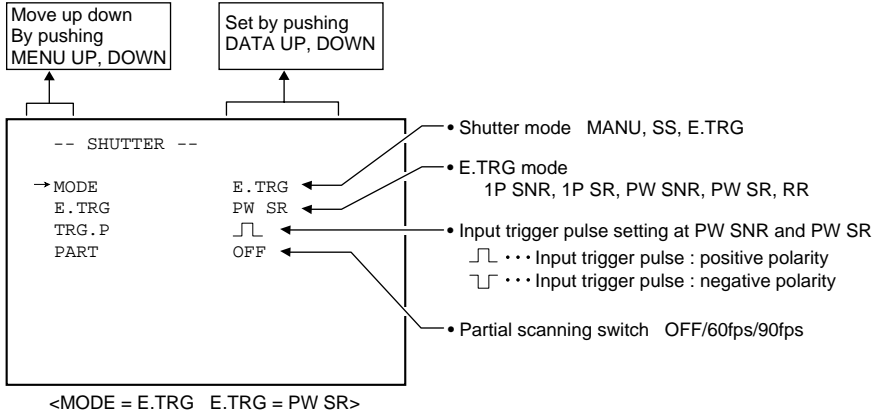 Move up down
By pushing
MENU UP, DOWN
Set by pushing
DATA UP, DOWN
-- SHUTTER --
→MODE E.TRG
E.TRG PW SR
TRG.P
PART OFF
• Shutter mode MANU, SS, E.TRG
• E.TRG mode
1P SNR, 1P SR, PW SNR, PW SR, RR
• Input trigger pulse setting at PW SNR and PW SR
･･･Input trigger pulse : positive polarity
･･･Input trigger pulse : negative polarity
• Partial scanning switch OFF/60fps/90fps
<MODE = E.TRG E.TRG = PW SR>